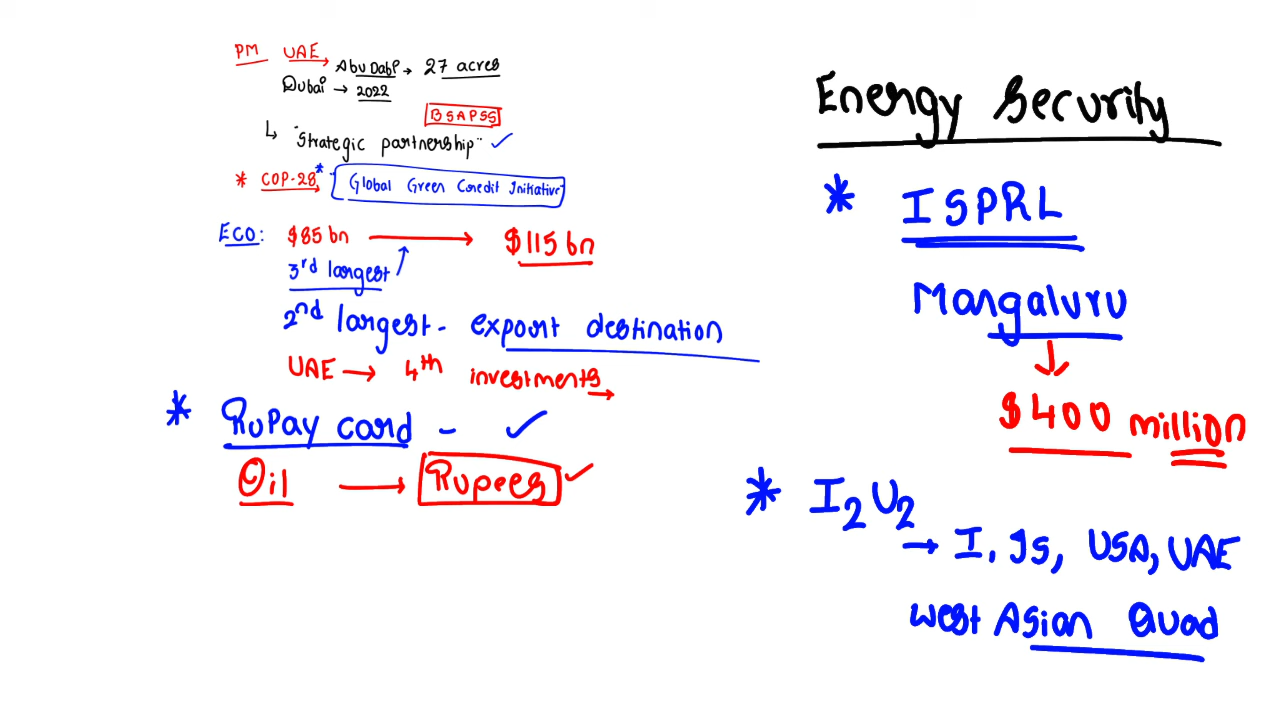 PM UAE → Abu Dabi → 27 acres
Dubai → 2022
BSAPSS
↳ "Strategic partnership" ✓
* COP-28 * Global Green Credit Initiative
ECO: $85 bn → $115 bn
3rd largest
2nd largest - export destination
UAE → 4th investments
* RuPay card - ✓
Oil → Rupees ✓
Energy Security
* ISPRL
Mangaluru
↓
$400 million
* I2U2
→ I, Is, USA, UAE
West Asian Quad